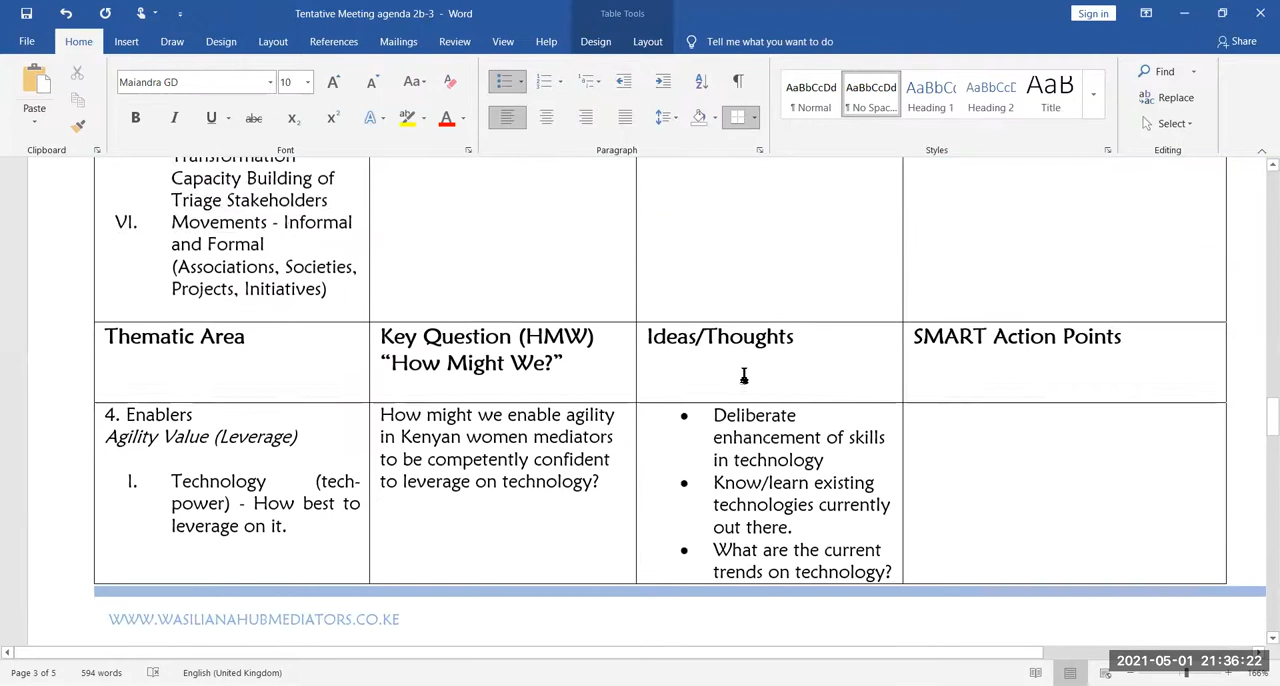 Tentative Meeting agenda 2b-3 - Word
Table Tools
Sign in
File
Home
Insert
Draw
Design
Layout
References
Mailings
Review
View
Help
Design
Layout
Tell me what you want to do
Share
Paste
Clipboard
Maiandra GD
10
Aa
B I U abc X₂ X² A ab A
Font
Paragraph
AaBbCcDd
¶ Normal
AaBbCcDd
¶ No Spac...
AaBbCc
Heading 1
AaBbCcD
Heading 2
AaB
Title
Styles
Find
Replace
Select
Editing
Transformation
Capacity Building of
Triage Stakeholders
VI. Movements - Informal
and Formal
(Associations, Societies,
Projects, Initiatives)
Thematic Area
Key Question (HMW)
“How Might We?”
Ideas/Thoughts
SMART Action Points
4. Enablers
Agility Value (Leverage)
I. Technology (tech-
power) - How best to
leverage on it.
How might we enable agility
in Kenyan women mediators
to be competently confident
to leverage on technology?
• Deliberate
enhancement of skills
in technology
• Know/learn existing
technologies currently
out there.
• What are the current
trends on technology?
WWW.WASILIANAHUBMEDIATORS.CO.KE
Page 3 of 5
594 words
English (United Kingdom)
2021-05-01 21:36:22
166%